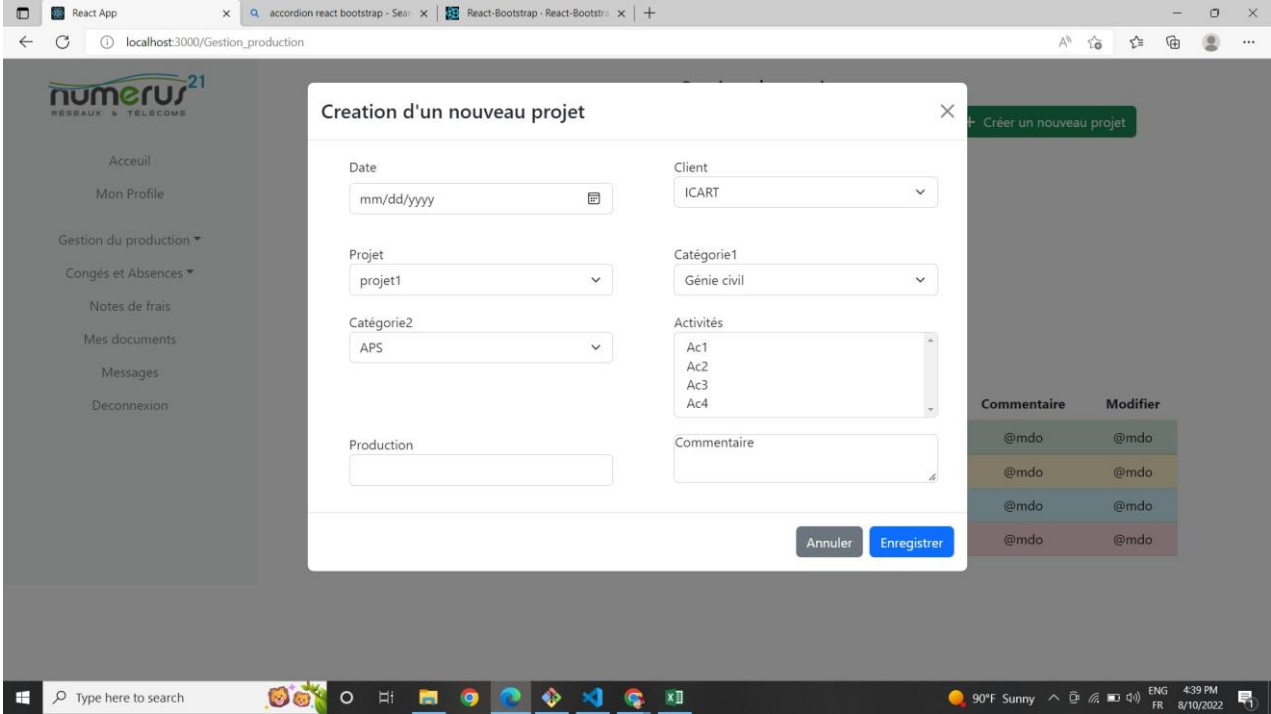 React App
accordion react bootstrap - Sear
React-Bootstrap · React-Bootstr
localhost:3000/Gestion_production
numerus 21
RÉSEAUX & TÉLÉCOMS
Acceuil
Mon Profile
Gestion du production
Congés et Absences
Notes de frais
Mes documents
Messages
Deconnexion
+ Créer un nouveau projet
Creation d'un nouveau projet
Date
Client
mm/dd/yyyy
ICART
Projet
Catégorie1
projet1
Génie civil
Catégorie2
Activités
APS
Ac1
Ac2
Ac3
Ac4
Production
Commentaire
Annuler
Enregistrer
Commentaire
Modifier
@mdo
@mdo
@mdo
@mdo
@mdo
@mdo
@mdo
@mdo
Type here to search
90°F Sunny
ENG
FR
4:39 PM
8/10/2022
1